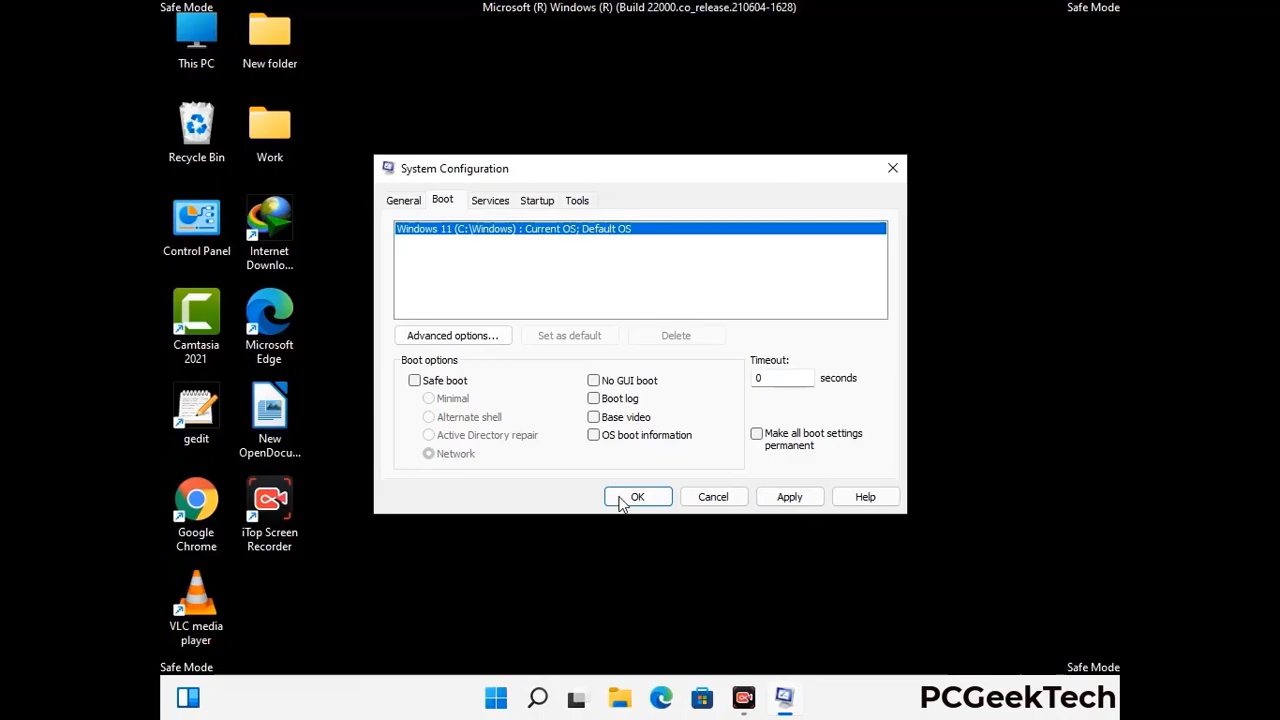 Safe Mode
Microsoft (R) Windows (R) (Build 22000.co_release.210604-1628)
Safe Mode
This PC
New folder
Recycle Bin
Work
Control Panel
Internet
Downlo...
Camtasia
2021
Microsoft
Edge
gedit
New
OpenDocu...
Google
Chrome
iTop Screen
Recorder
VLC media
player
System Configuration
General
Boot
Services
Startup
Tools
Windows 11 (C:\Windows) : Current OS; Default OS
Advanced options...
Set as default
Delete
Boot options
Safe boot
Minimal
Alternate shell
Active Directory repair
Network
No GUI boot
Boot log
Base video
OS boot information
Timeout:
0 seconds
Make all boot settings
permanent
OK
Cancel
Apply
Help
Safe Mode
Safe Mode
PCGeekTech